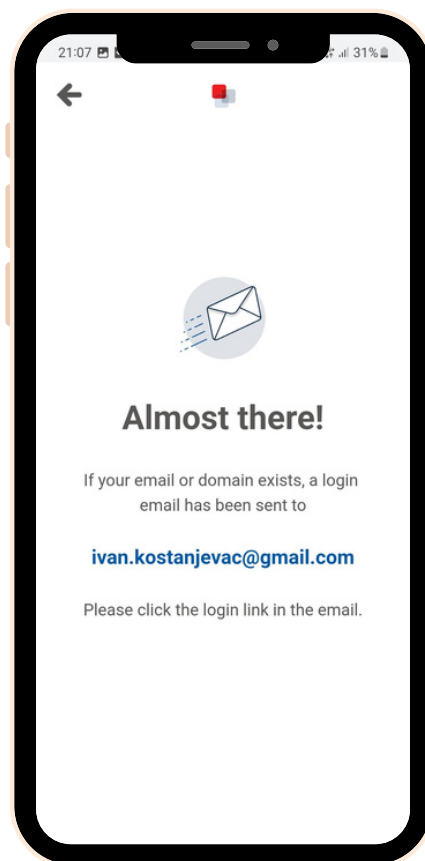 21:07
31%
Almost there!
If your email or domain exists, a login
email has been sent to
ivan.kostanjevac@gmail.com
Please click the login link in the email.